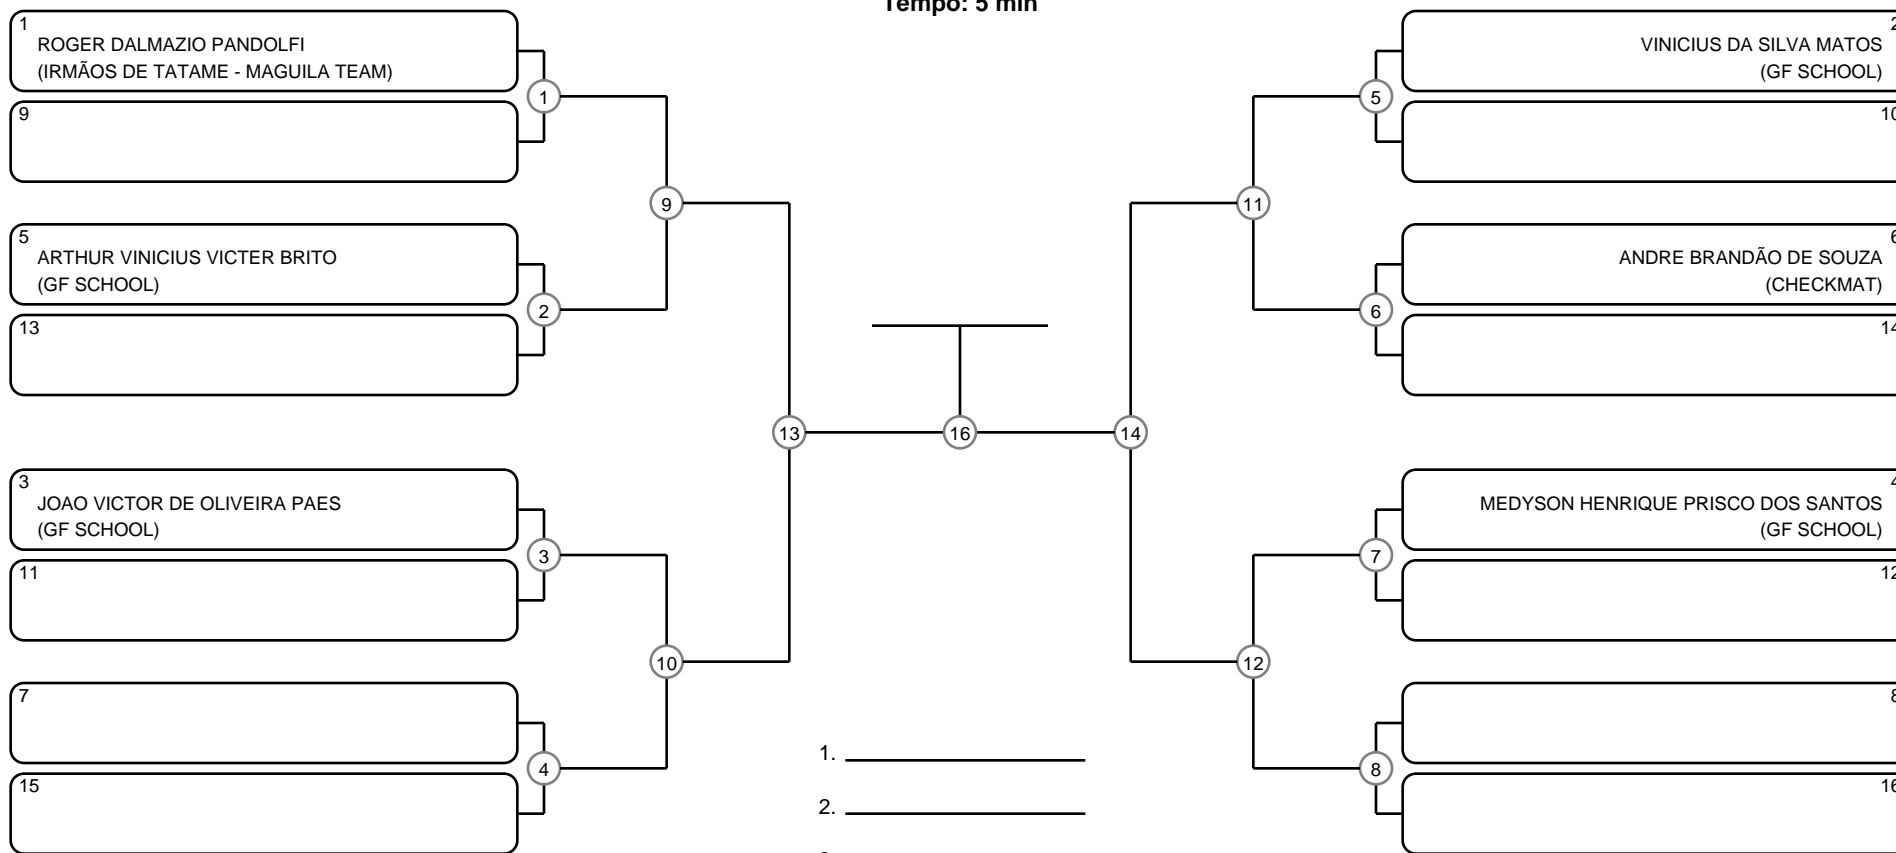 Tempo: 5 min
1
ROGER DALMAZIO PANDOLFI
(IRMÃOS DE TATAME - MAGUILA TEAM)
1
9
5
ARTHUR VINICIUS VICTER BRITO
(GF SCHOOL)
2
13
9
3
JOAO VICTOR DE OLIVEIRA PAES
(GF SCHOOL)
3
11
7
4
15
10
13
16
14
2
VINICIUS DA SILVA MATOS
(GF SCHOOL)
5
10
11
6
ANDRE BRANDÃO DE SOUZA
(CHECKMAT)
6
14
4
MEDYSON HENRIQUE PRISCO DOS SANTOS
(GF SCHOOL)
7
12
12
8
8
16
1.
2.